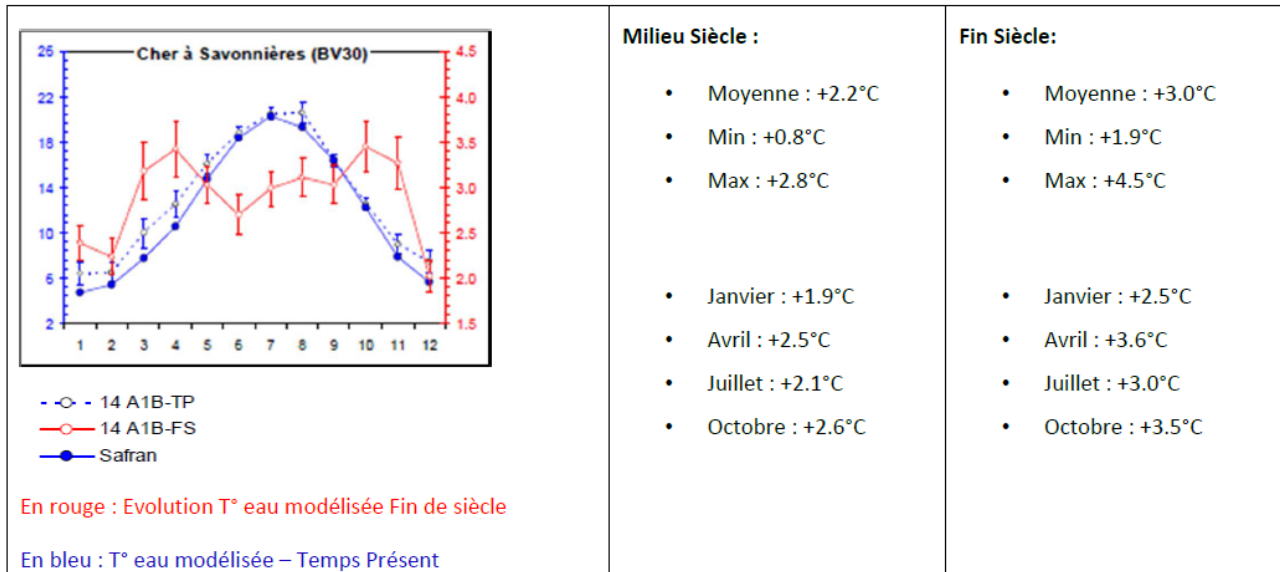 Cher à Savonnières (BV30)
26
22
18
14
10
6
2
4.5
4.0
3.5
3.0
2.5
2.0
1.5
1 2 3 4 5 6 7 8 9 10 11 12
14 A1B-TP
14 A1B-FS
Safran
En rouge : Evolution T° eau modélisée Fin de siècle
En bleu : T° eau modélisée – Temps Présent
Milieu Siècle :
• Moyenne : +2.2°C
• Min : +0.8°C
• Max : +2.8°C
• Janvier : +1.9°C
• Avril : +2.5°C
• Juillet : +2.1°C
• Octobre : +2.6°C
Fin Siècle:
• Moyenne : +3.0°C
• Min : +1.9°C
• Max : +4.5°C
• Janvier : +2.5°C
• Avril : +3.6°C
• Juillet : +3.0°C
• Octobre : +3.5°C